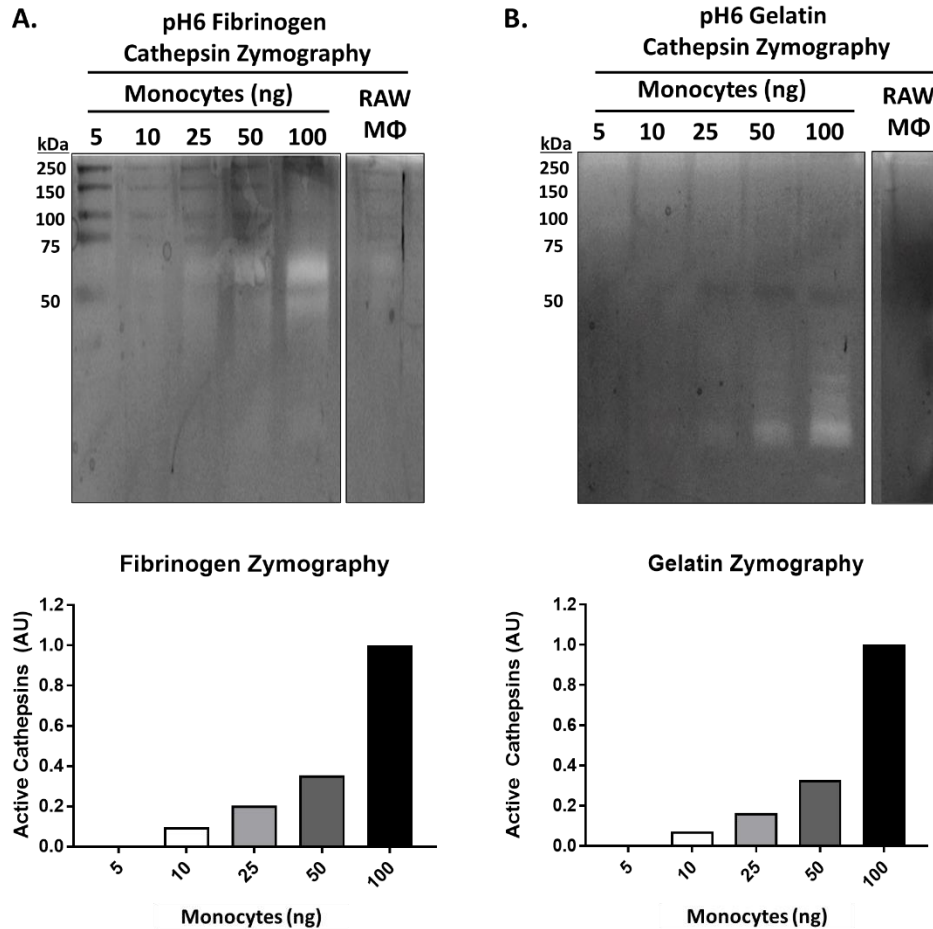 A.
pH6 Fibrinogen
Cathepsin Zymography
Monocytes (ng)
RAW
MΦ
kDa
5 10 25 50 100
250
150
100
75
50
B.
pH6 Gelatin
Cathepsin Zymography
Monocytes (ng)
RAW
MΦ
kDa
5 10 25 50 100
250
150
100
75
50
Fibrinogen Zymography
Active Cathepsins (AU)
1.2
1.0
0.8
0.6
0.4
0.2
0.0
5 10 25 50 100
Monocytes (ng)
Gelatin Zymography
Active Cathepsins (AU)
1.2
1.0
0.8
0.6
0.4
0.2
0.0
5 10 25 50 100
Monocytes (ng)